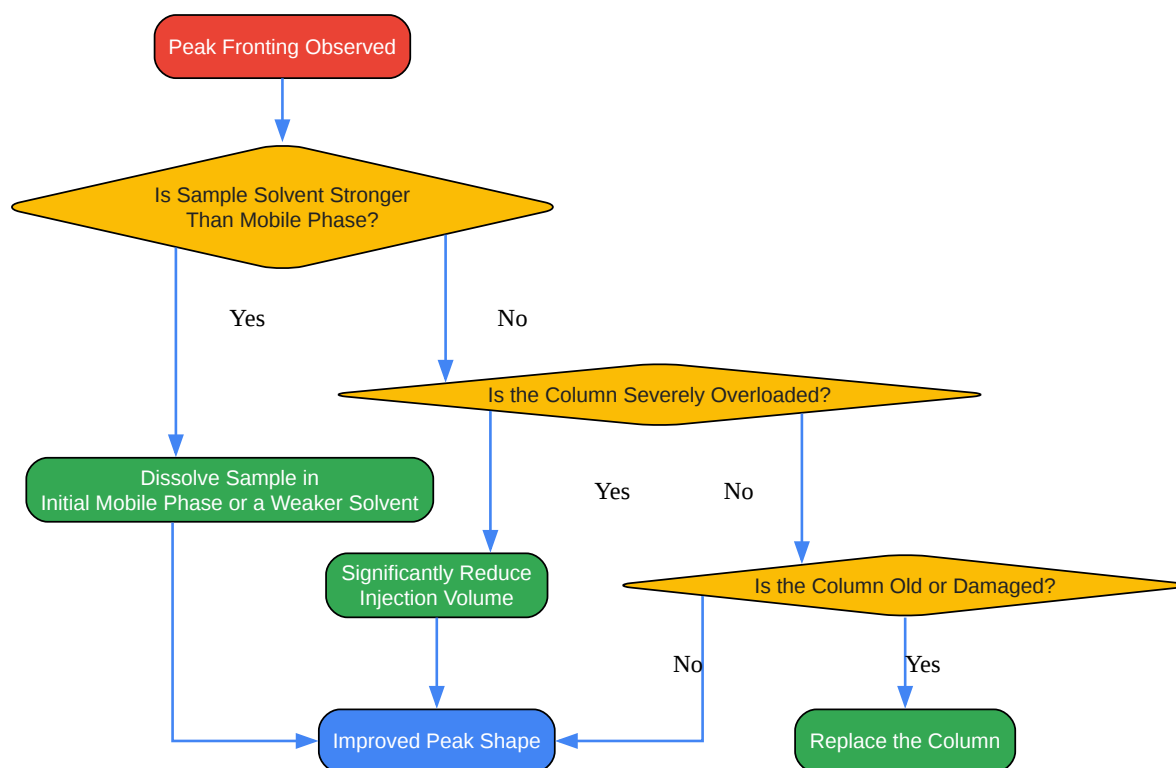 Peak Fronting Observed
Is Sample Solvent Stronger
Than Mobile Phase?
Yes
No
Is the Column Severely Overloaded?
Dissolve Sample in
Initial Mobile Phase or a Weaker Solvent
Yes
No
Significantly Reduce
Injection Volume
Is the Column Old or Damaged?
No
Yes
Improved Peak Shape
Replace the Column